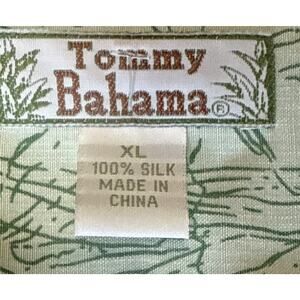 Tommy
Bahama®
XL
100% SILK
MADE IN
CHINA